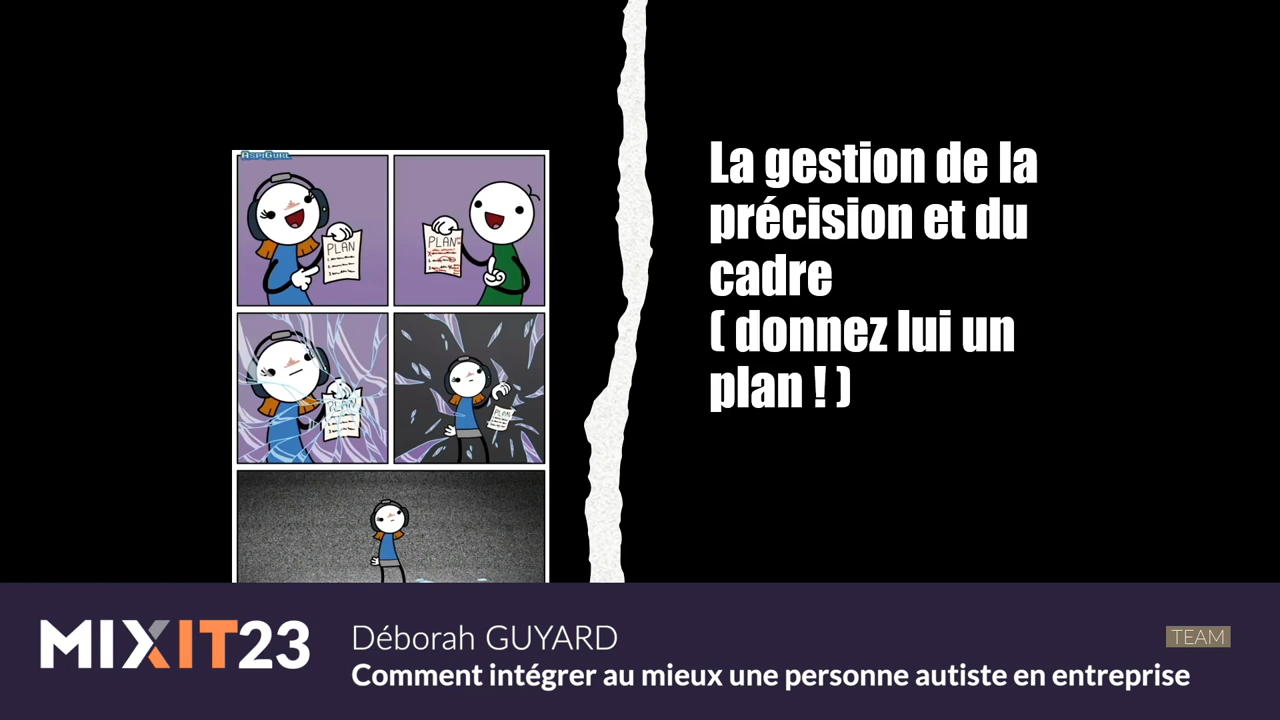 ASPIGURL
PLAN
PLAN
PLAN
PLAN
La gestion de la
précision et du
cadre
( donnez lui un
plan ! )
MIXIT23
Déborah GUYARD
TEAM
Comment intégrer au mieux une personne autiste en entreprise